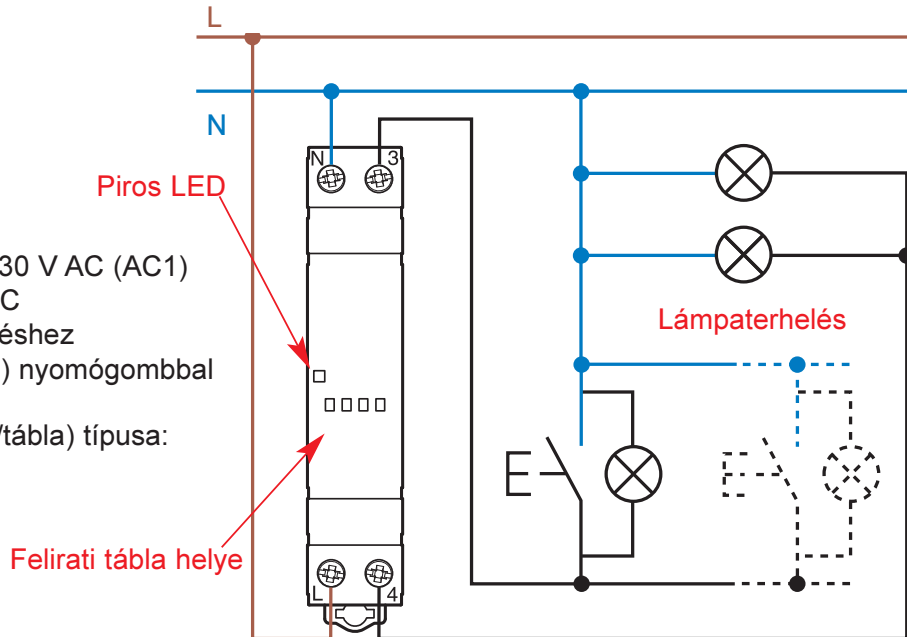 L
N
N 3
Piros LED
30 V AC (AC1)
C
éshez
) nyomógombbal
/tábla) típusa:
Lámpaterhelés
Felirati tábla helye
L 4